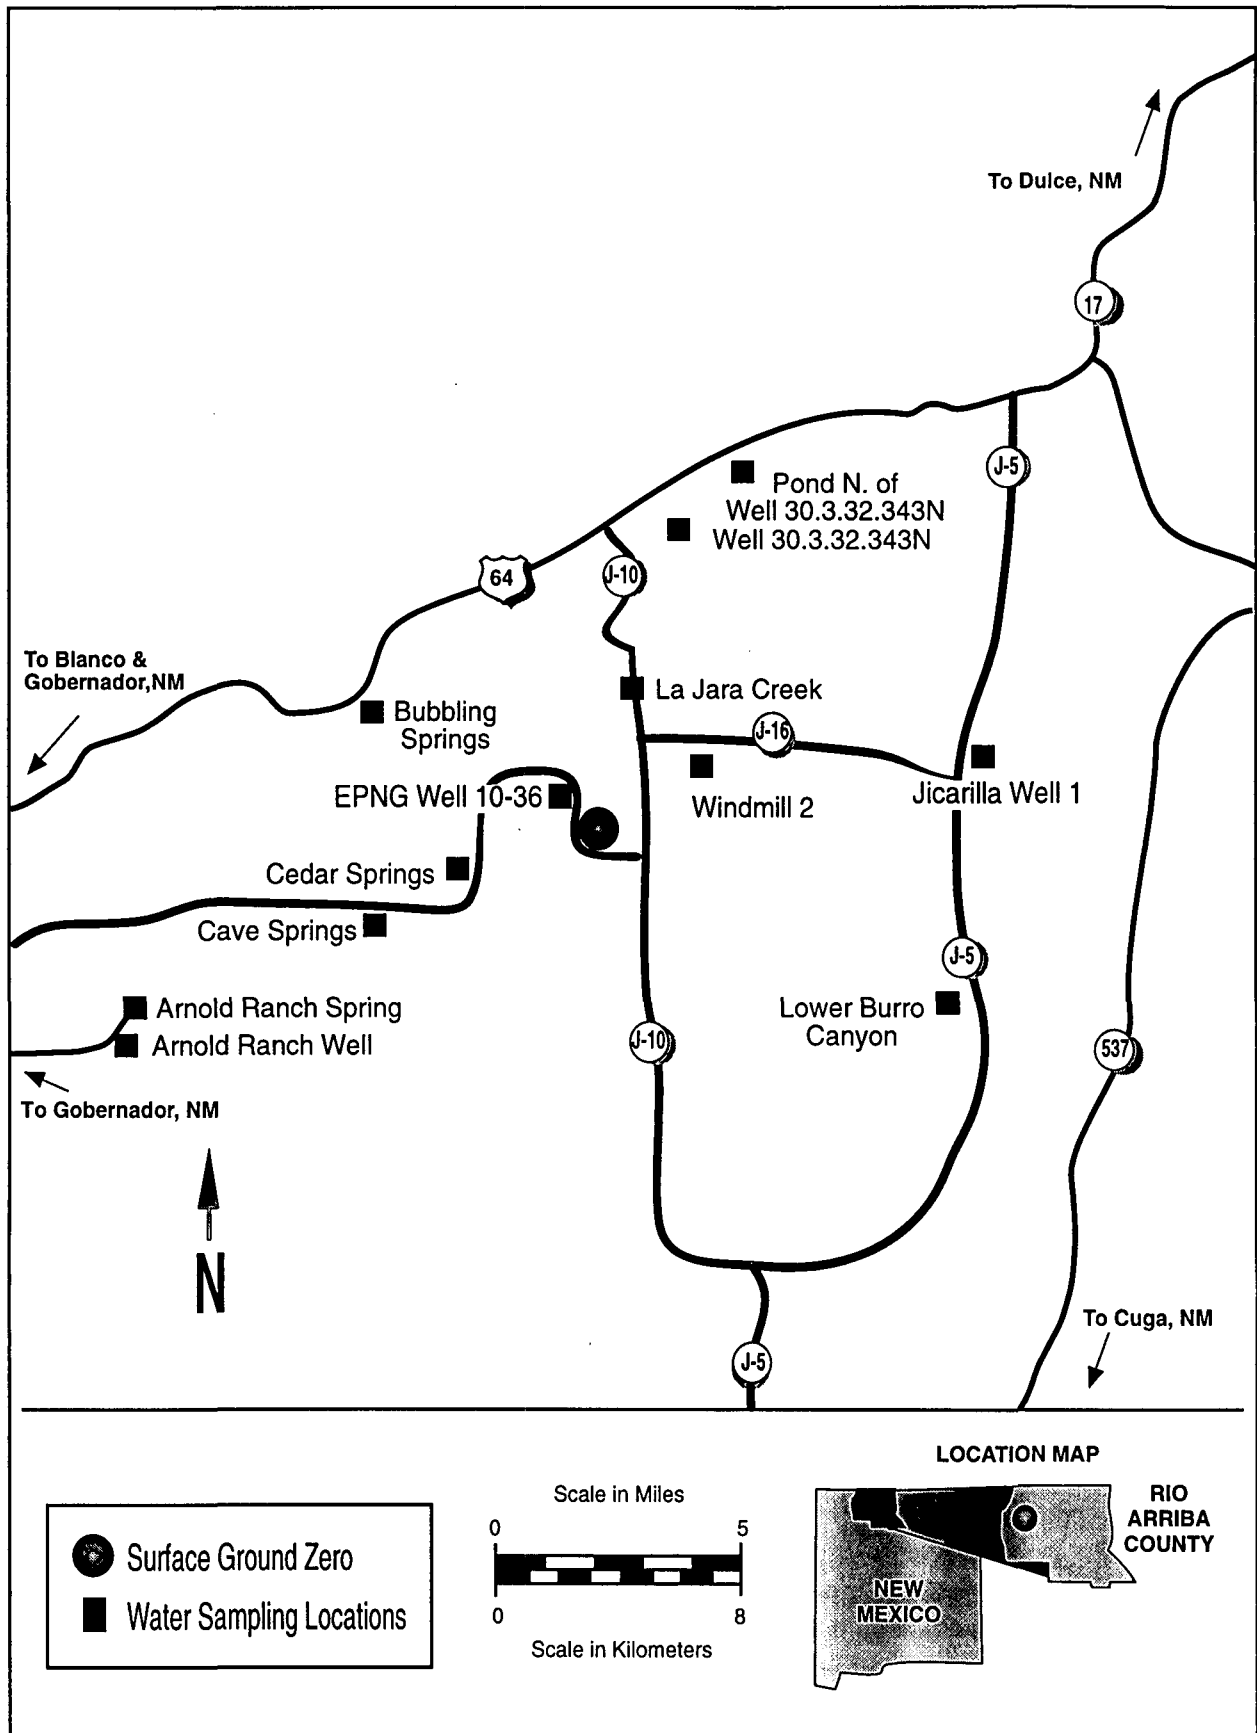 To Dulce, NM
17
J-5
Pond N. of
Well 30.3.32.343N
Well 30.3.32.343N
J-10
64
To Blanco &
Gobernador,NM
La Jara Creek
Bubbling
Springs
J-16
EPNG Well 10-36
Windmill 2
Jicarilla Well 1
Cedar Springs
Cave Springs
J-5
Arnold Ranch Spring
Lower Burro
Canyon
Arnold Ranch Well
J-10
537
To Gobernador, NM
N
To Cuga, NM
J-5
LOCATION MAP
Scale in Miles
0 5
RIO
ARRIBA
COUNTY
Surface Ground Zero
Water Sampling Locations
NEW
MEXICO
0 8
Scale in Kilometers